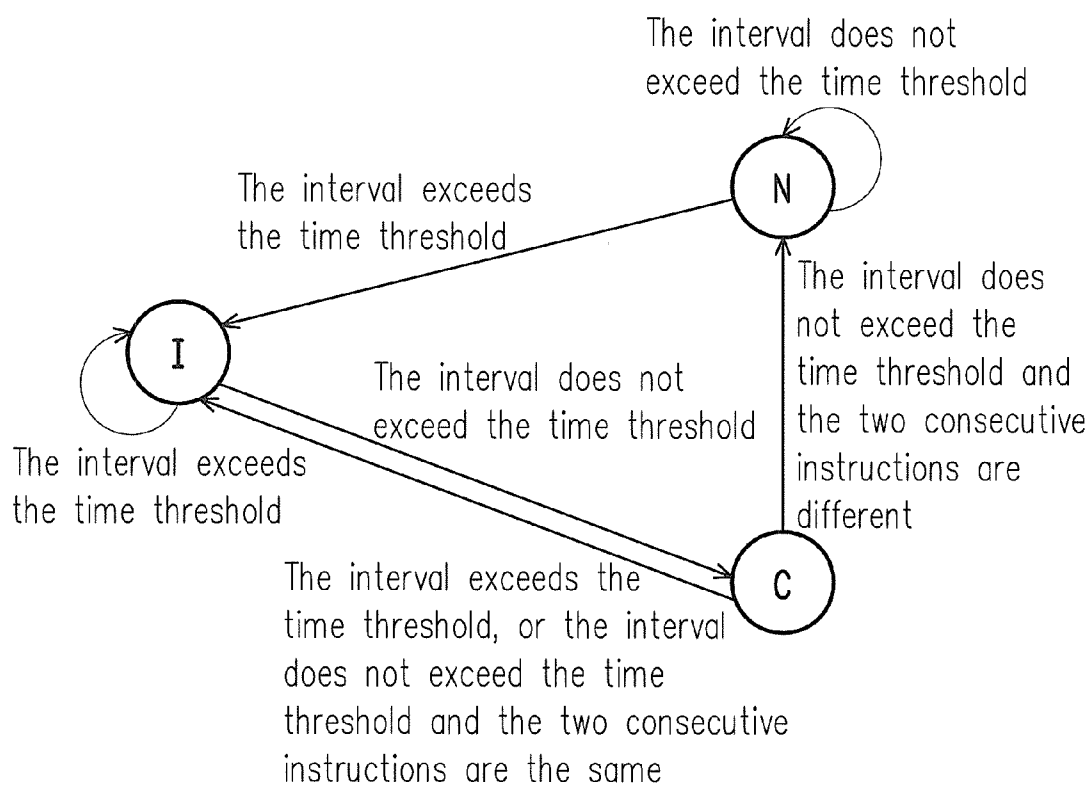 The interval does not
exceed the time threshold
N
The interval exceeds
the time threshold
The interval does
not exceed the
time threshold and
the two consecutive
instructions are
different
I
The interval does not
exceed the time threshold
The interval exceeds
the time threshold
C
The interval exceeds the
time threshold, or the interval
does not exceed the time
threshold and the two consecutive
instructions are the same